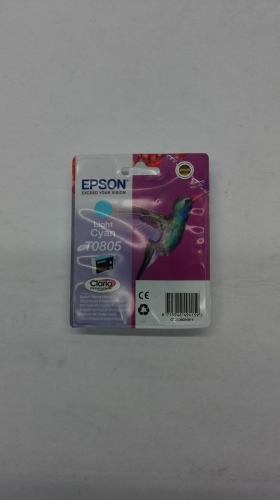 EPSON
EXCEED YOUR VISION
Light
Cyan
T0805
Claria
CE